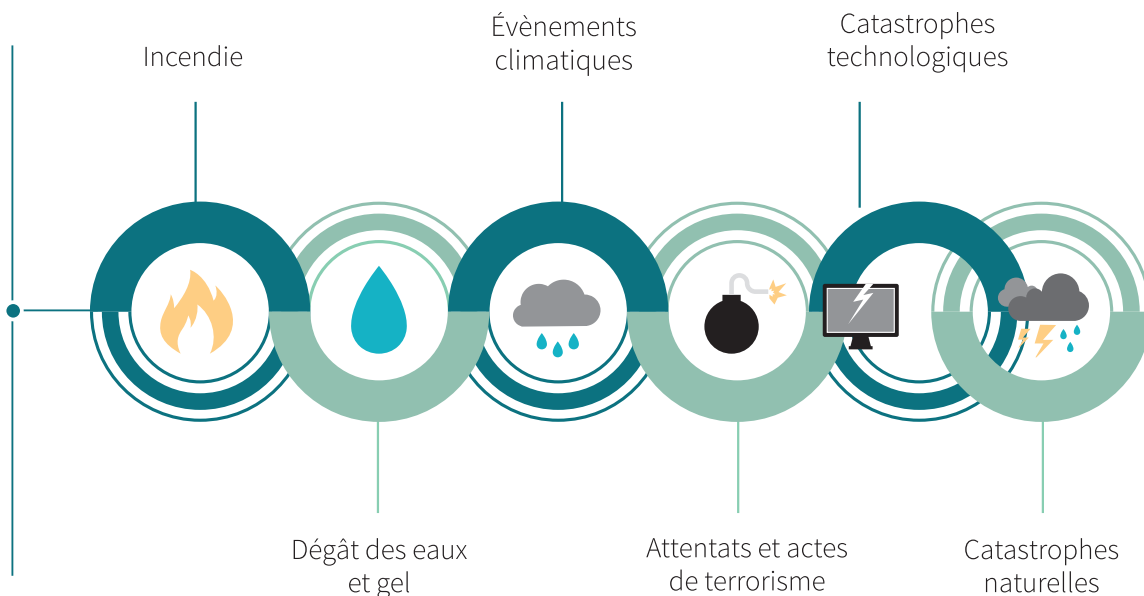 Incendie
Évènements
climatiques
Catastrophes
technologiques
Dégât des eaux
et gel
Attentats et actes
de terrorisme
Catastrophes
naturelles